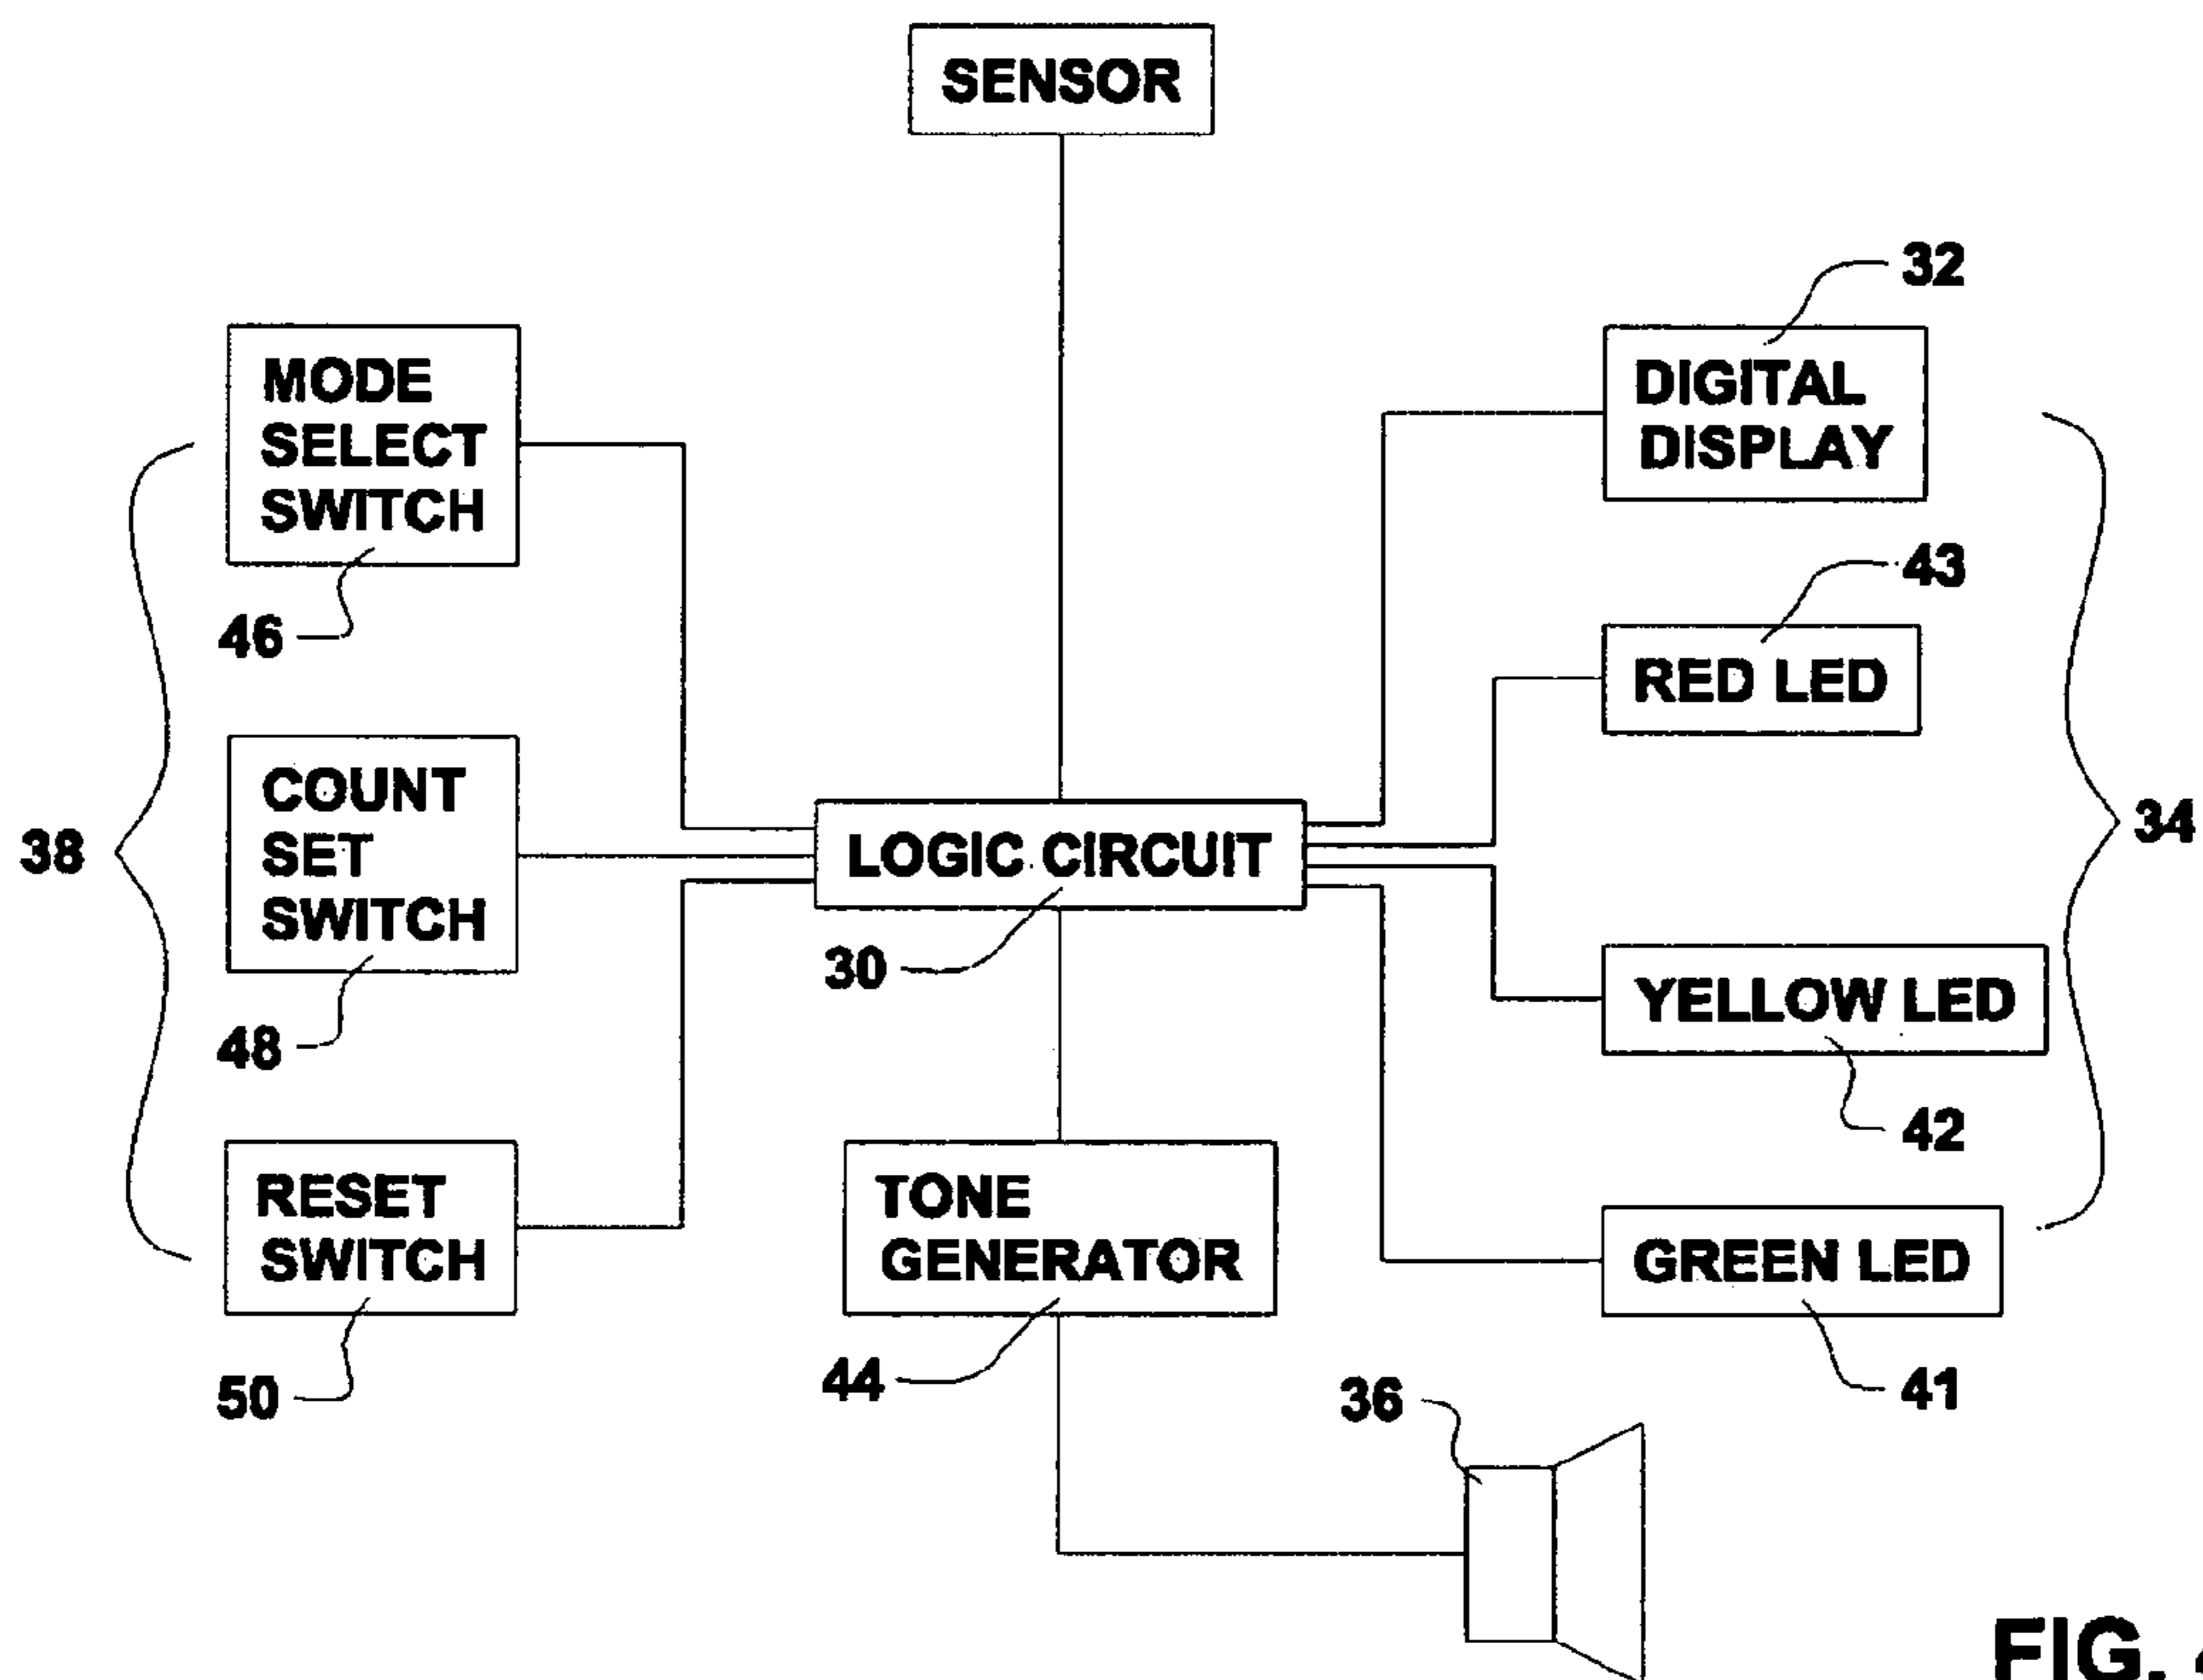 SENSOR
32
MODE
SELECT
SWITCH
DIGITAL
DISPLAY
46
43
RED LED
38
COUNT
SET
SWITCH
LOGIC CIRCUIT
34
30
48
YELLOW LED
42
RESET
SWITCH
TONE
GENERATOR
GREEN LED
50
44
36
41
FIG.